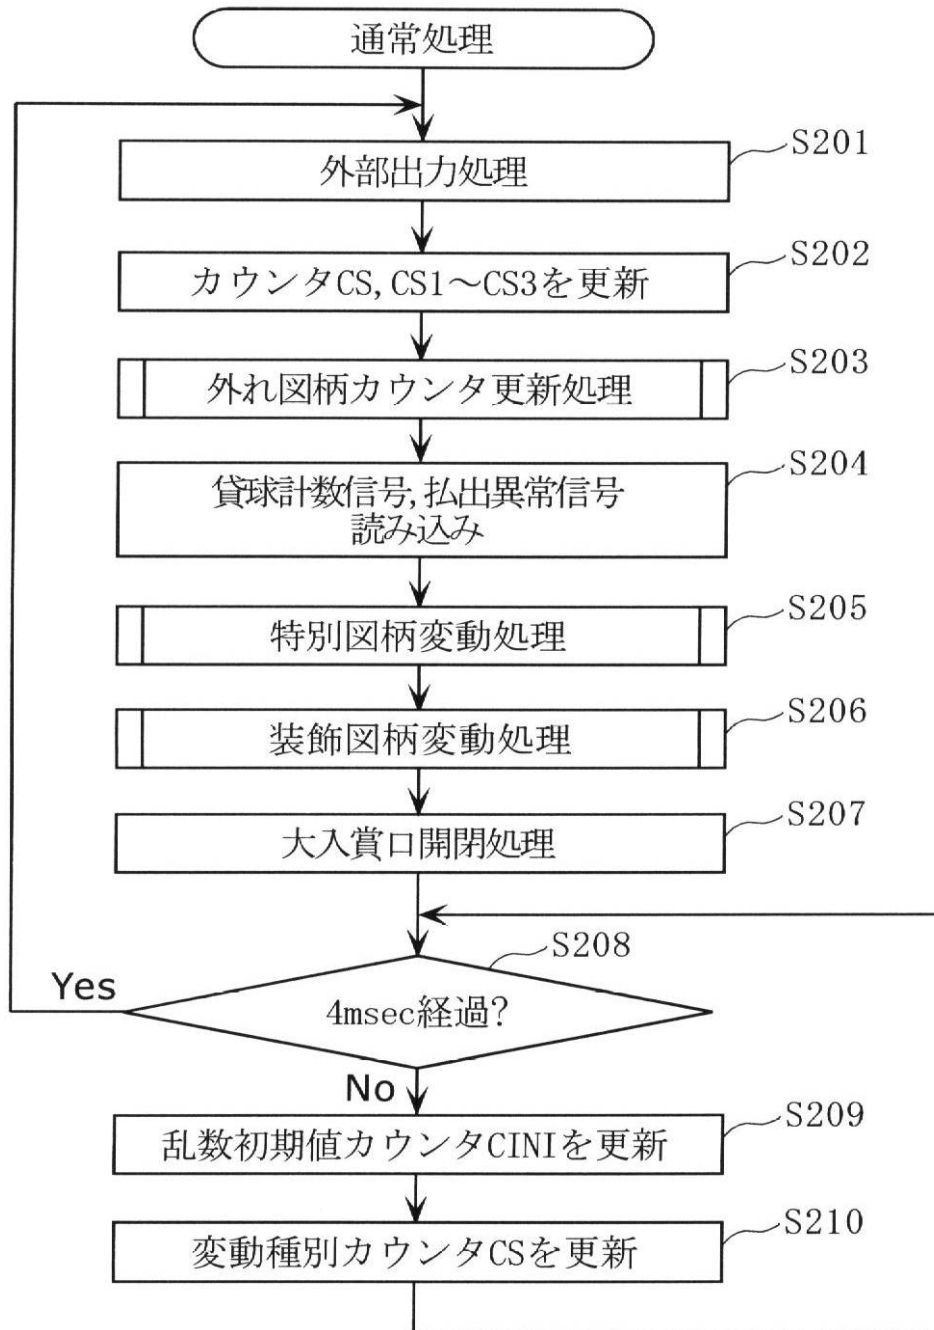 通常処理
S201
外部出力処理
S202
カウンタCS,CS1～CS3を更新
S203
外れ図柄カウンタ更新処理
S204
貸球計数信号,払出異常信号
読み込み
S205
特別図柄変動処理
S206
装飾図柄変動処理
S207
大入賞口開閉処理
S208
Yes
4msec経過?
No
S209
乱数初期値カウンタCINIを更新
S210
変動種別カウンタCSを更新